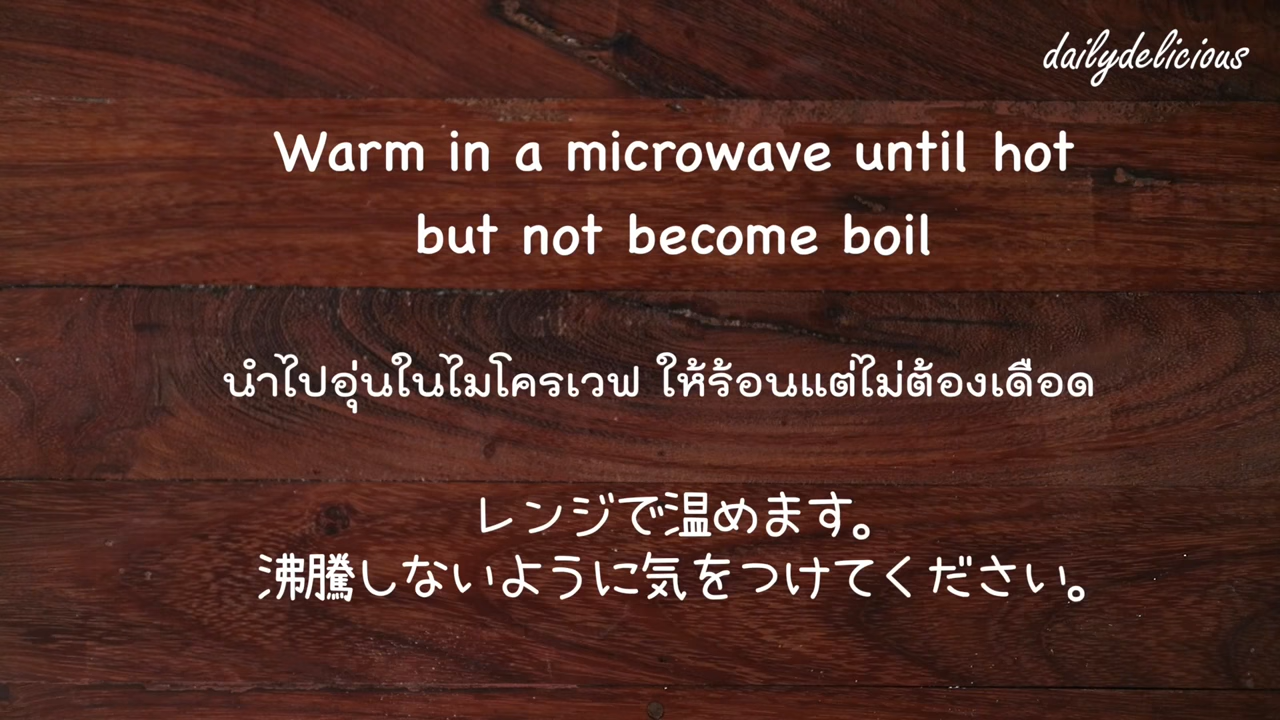 dailydelicious
Warm in a microwave until hot
but not become boil
นำไปอุ่นในไมโครเวฟ ให้ร้อนแต่ไม่ต้องเดือด
レンジで温めます。
沸騰しないように気をつけてください。